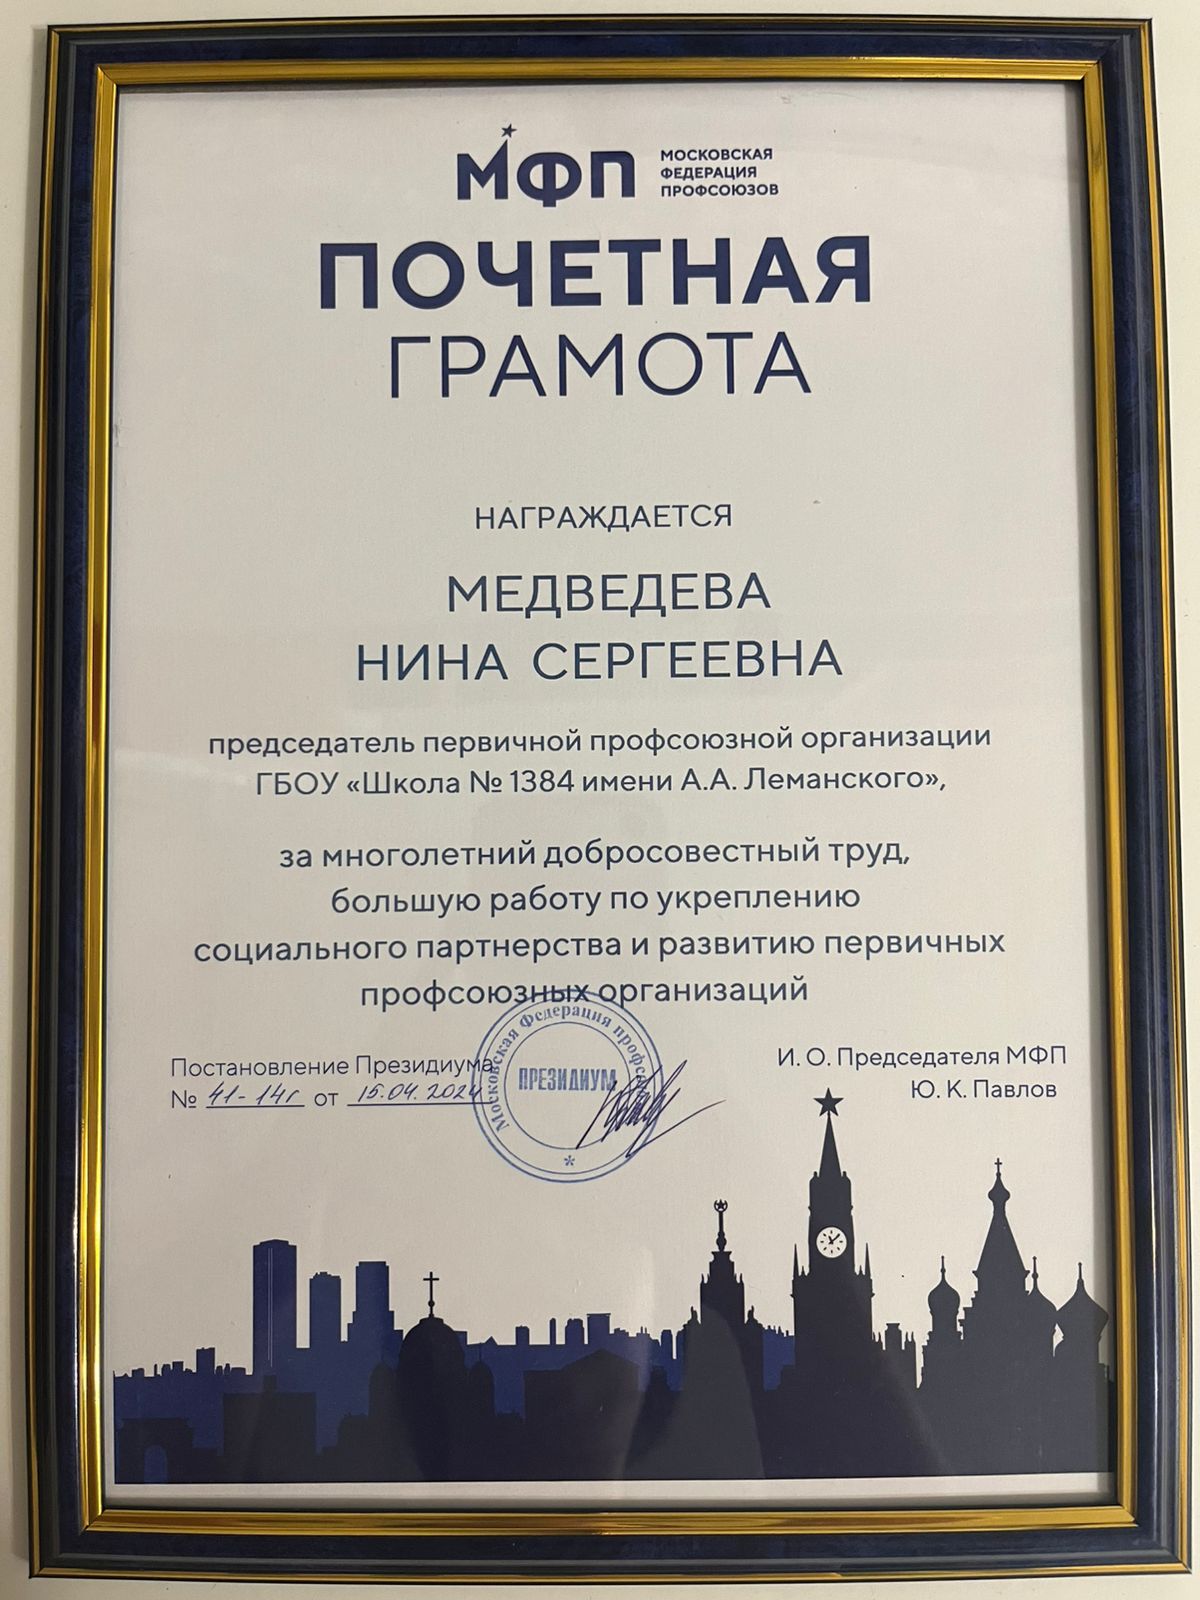 МФП
МОСКОВСКАЯ
ФЕДЕРАЦИЯ
ПРОФСОЮЗОВ
ПОЧЕТНАЯ
ГРАМОТА
НАГРАЖДАЕТСЯ
МЕДВЕДЕВА
НИНА СЕРГЕЕВНА
председатель первичной профсоюзной организации
ГБОУ «Школа № 1384 имени А.А. Леманского»,
за многолетний добросовестный труд,
большую работу по укреплению
социального партнерства и развитию первичных
профсоюзных организаций
Постановление Президиума
№ 41-14г от 15.04.2024
Московская Федерация
ПРЕЗИДИУМ
И. О. Председателя МФП
Ю. К. Павлов